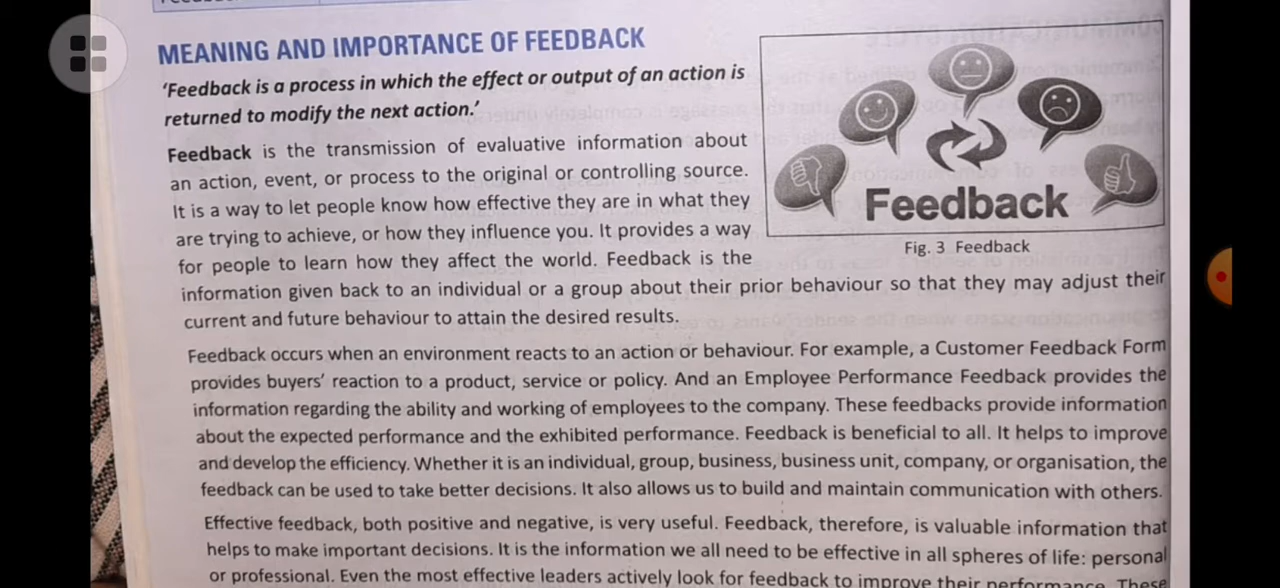 MEANING AND IMPORTANCE OF FEEDBACK
'Feedback is a process in which the effect or output of an action is
returned to modify the next action.'
Feedback is the transmission of evaluative information about
an action, event, or process to the original or controlling source.
It is a way to let people know how effective they are in what they
are trying to achieve, or how they influence you. It provides a way
for people to learn how they affect the world. Feedback is the
information given back to an individual or a group about their prior behaviour so that they may adjust their
current and future behaviour to attain the desired results.
Feedback
Fig. 3 Feedback
Feedback occurs when an environment reacts to an action or behaviour. For example, a Customer Feedback Form
provides buyers' reaction to a product, service or policy. And an Employee Performance Feedback provides the
information regarding the ability and working of employees to the company. These feedbacks provide information
about the expected performance and the exhibited performance. Feedback is beneficial to all. It helps to improve
and develop the efficiency. Whether it is an individual, group, business, business unit, company, or organisation, the
feedback can be used to take better decisions. It also allows us to build and maintain communication with others.
Effective feedback, both positive and negative, is very useful. Feedback, therefore, is valuable information that
helps to make important decisions. It is the information we all need to be effective in all spheres of life: personal
or professional. Even the most effective leaders actively look for feedback to improve their performance. These